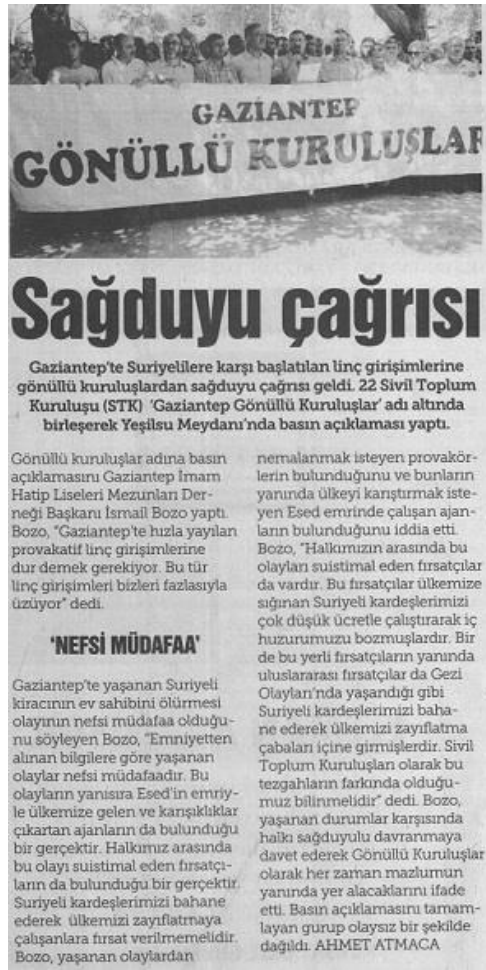 GAZİANTEP
GÖNÜLLÜ KURULUŞLAR
Sağduyu çağrısı
Gaziantep'te Suriyelilere karşı başlatılan linç girişimlerine
gönüllü kuruluşlardan sağduyu çağrısı geldi. 22 Sivil Toplum
Kuruluşu (STK) 'Gaziantep Gönüllü Kuruluşlar' adı altında
birleşerek Yeşilsu Meydanı'nda basın açıklaması yaptı.
Gönüllü kuruluşlar adına basın
açıklamasını Gaziantep İmam
Hatip Liseleri Mezunları Der-
neği Başkanı İsmail Bozo yaptı.
Bozo, "Gaziantep'te hızla yayılan
provakatif linç girişimlerine
dur demek gerekiyor. Bu tür
linç girişimleri bizleri fazlasıyla
üzüyor" dedi.
'NEFSİ MÜDAFAA'
Gaziantep'te yaşanan Suriyeli
kiracının ev sahibini ölürmesi
olayının nefsi müdafaa olduğu-
nu söyleyen Bozo, "Emniyetten
alınan bilgilere göre yaşanan
olaylar nefsi müdafaadır. Bu
olayların yanısıra Esed'in emriy-
le ülkemize gelen ve karışıklıklar
çıkartan ajanların da bulunduğu
bir gerçektir. Halkımız arasında
bu olayı suistimal eden fırsatçı-
ların da bulunduğu bir gerçektir.
Suriyeli kardeşlerimizi bahane
ederek ülkemizi zayıflatmaya
çalışanlara fırsat verilmemelidir.
Bozo, yaşanan olaylardan
nemalanmak isteyen provakör-
lerin bulunduğunu ve bunların
yanında ülkeyi karıştırmak iste-
yen Esed emrinde çalışan ajan-
ların bulunduğunu iddia etti.
Bozo, "Halkımızın arasında bu
olayları suistimal eden fırsatçılar
da vardır. Bu fırsatçılar ülkemize
sığınan Suriyeli kardeşlerimizi
çok düşük ücretle çalıştırarak iç
huzurumuzu bozmuşlardır. Bir
de bu yerli fırsatçıların yanında
uluslararası fırsatçılar da Gezi
Olayları'nda yaşandığı gibi
Suriyeli kardeşlerimizi baha-
ne ederek ülkemizi zayıflatma
çabaları içine girmişlerdir. Sivil
Toplum Kuruluşları olarak bu
tezgahların farkında olduğu-
muz bilinmelidir" dedi. Bozo,
yaşanan durumlar karşısında
halkı sağduyulu davranmaya
davet ederek Gönüllü Kuruluşlar
olarak her zaman mazlumun
yanında yer alacaklarını ifade
etti. Basın açıklamasını tamam-
layan gurup olaysız bir şekilde
dağıldı. AHMET ATMACA